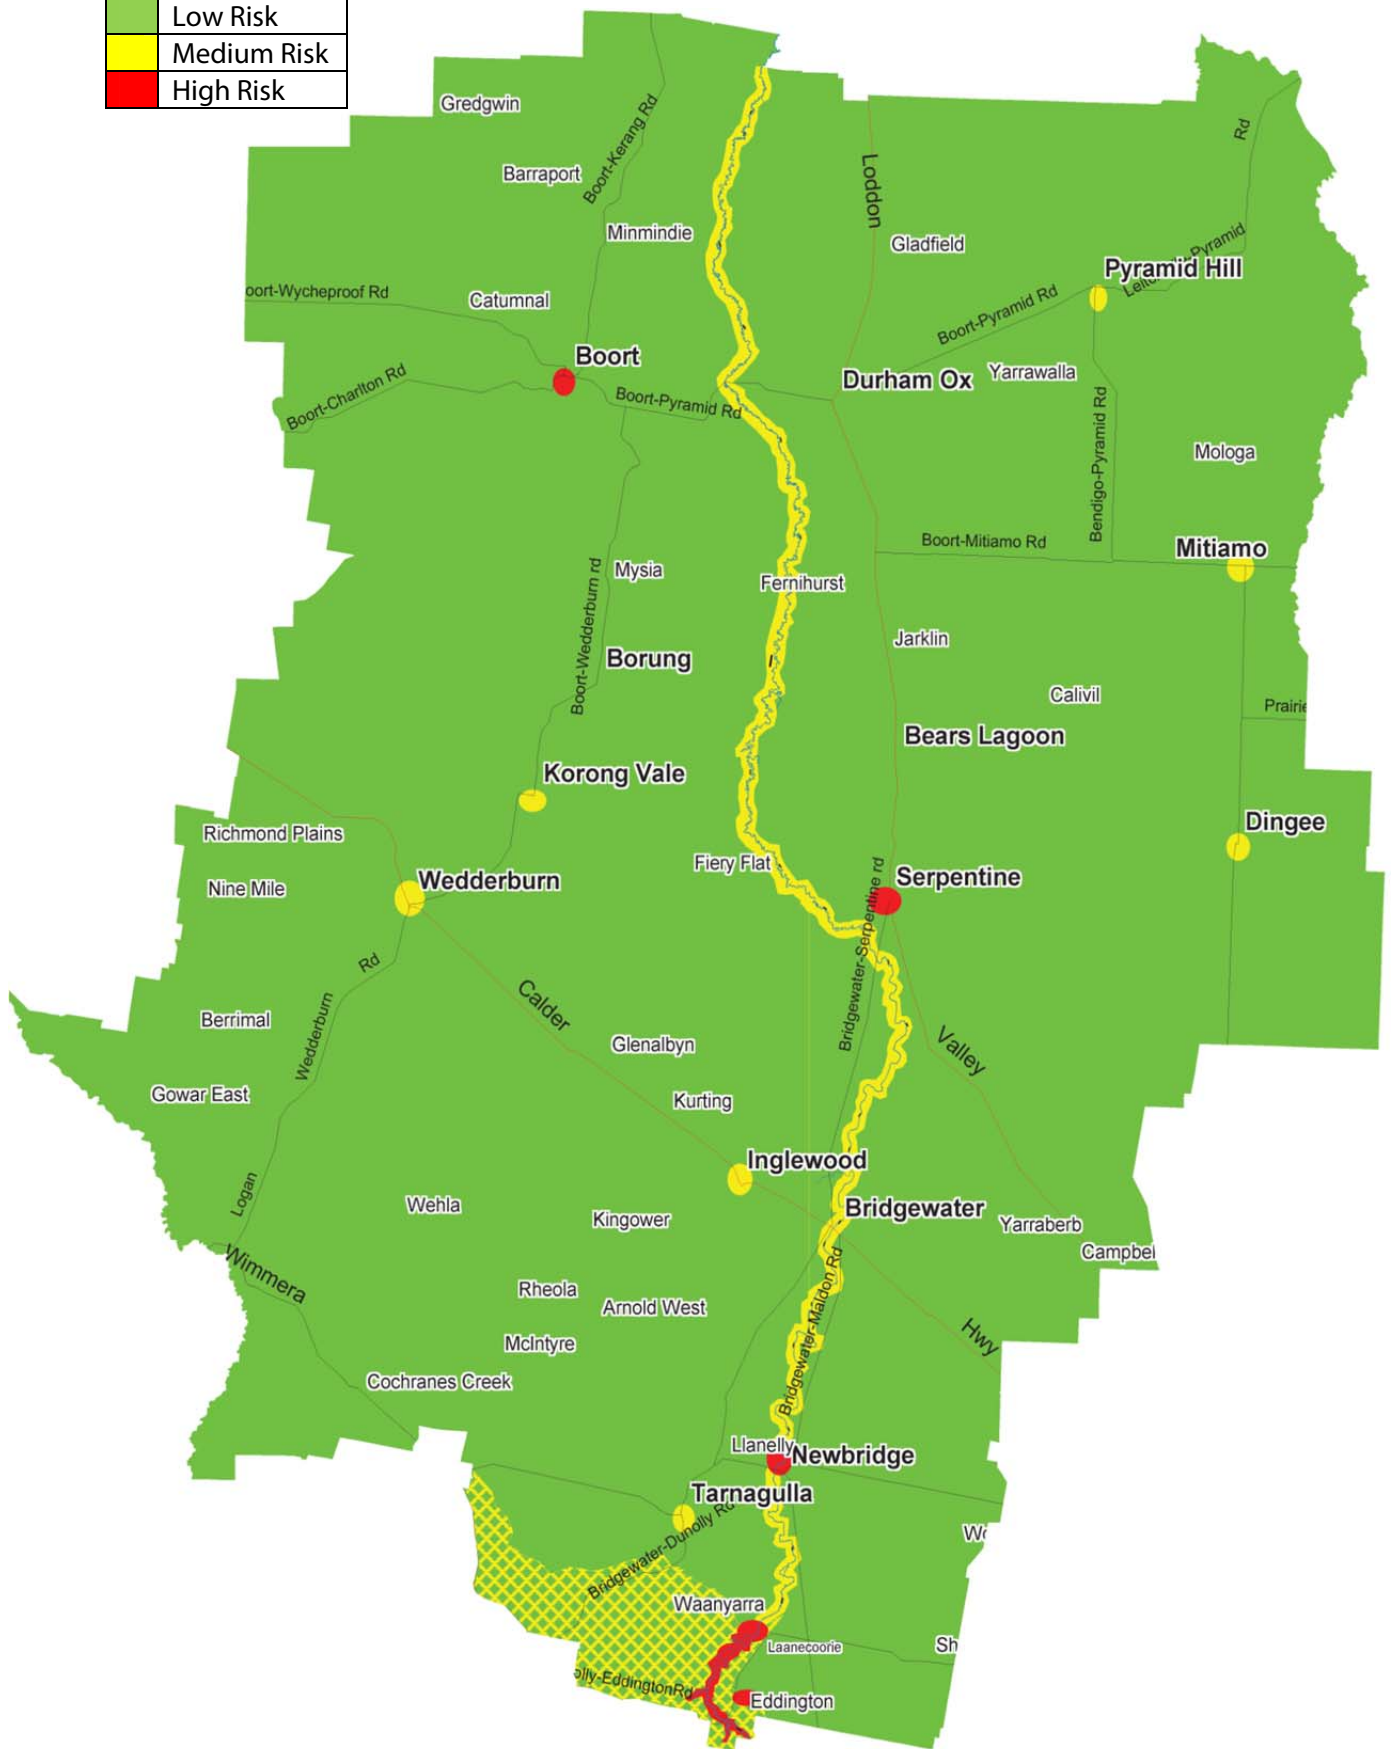 Low Risk
Medium Risk
High Risk
Gredgwin
Boort-Kerang Rd
Barraport
Minmindie
Loddon
Gladfield
Rd
Pyramid Hill
oort-Wycheproof Rd
Catumnal
Boort-Pyramid Rd
Boort
Durham Ox
Yarrawalla
Boort-Charlton Rd
Boort-Pyramid Rd
Bendigo-Pyramid Rd
Mologa
Boort-Mitiamo Rd
Mitiamo
Mysia
Fernihurst
Boort-Wedderburn rd
Jarklin
Borung
Calivil
Prairie
Bears Lagoon
Korong Vale
Dingee
Richmond Plains
Fiery Flat
Wedderburn
Serpentine
Nine Mile
Bridgewater-Serpentine rd
Rd
Calder
Berrimal
Wedderburn
Glenalbyn
Valley
Gowar East
Kurting
Inglewood
Logan
Wehla
Kingower
Bridgewater
Yarraberb
Campbel
Wimmera
Rheola
Arnold West
Bridgewater-Maldon Rd
Hwy
McIntyre
Cochranes Creek
Llanelly
Newbridge
Tarnagulla
Bridgewater-Dunolly Rd
Waanyarra
Laanecoorie
Sh
olly-EddingtonRd
Eddington